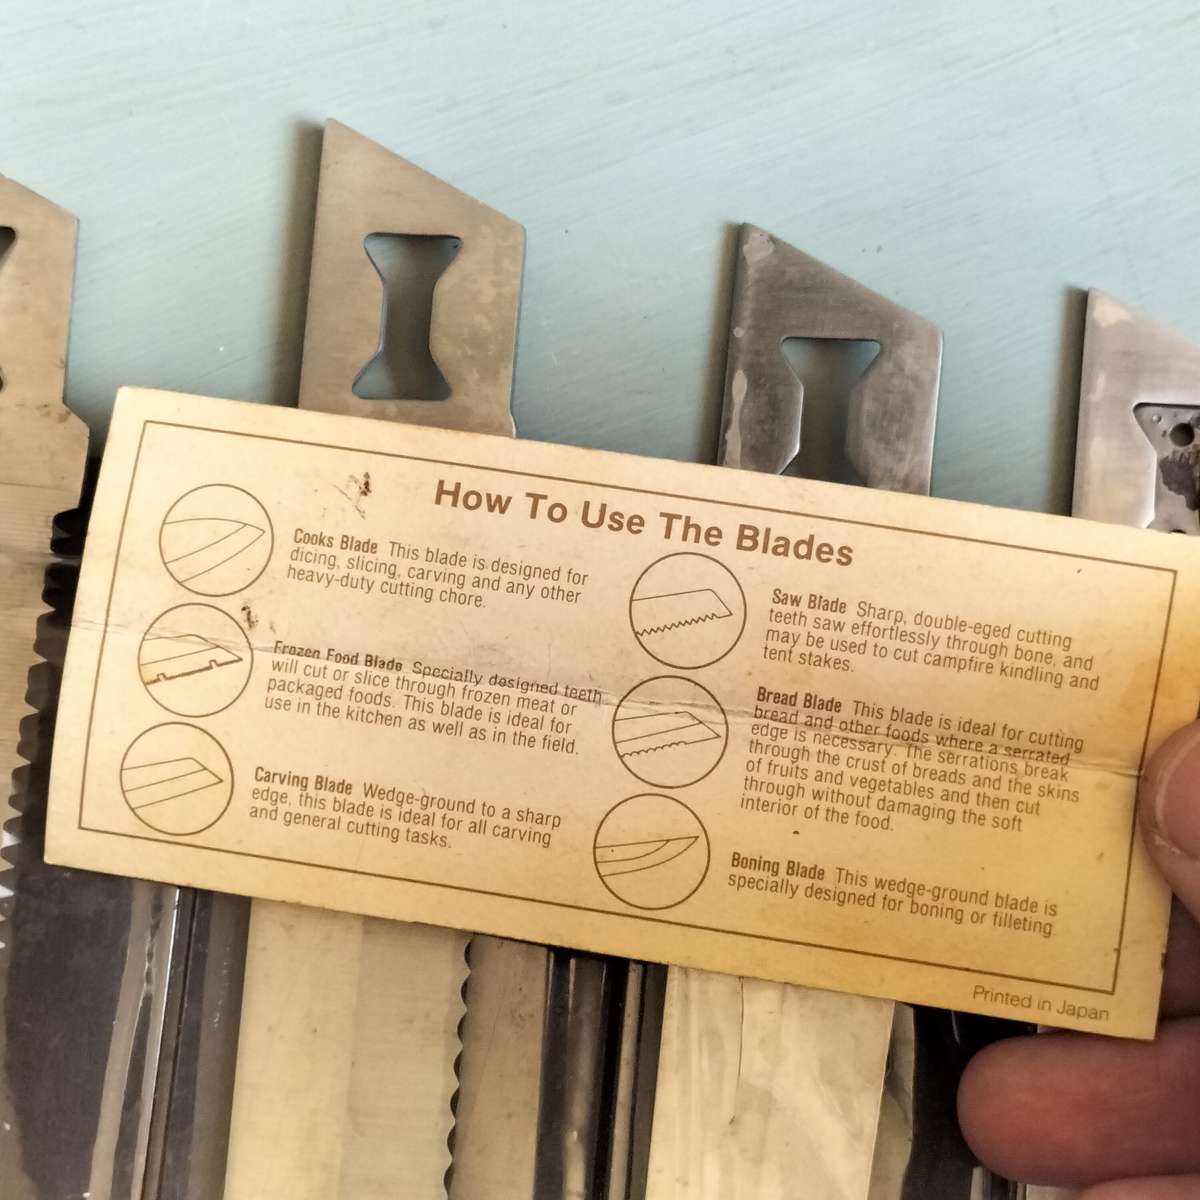 How To Use The Blades
Cooks Blade This blade is designed for
dicing, slicing, carving and any other
heavy-duty cutting chore.
Frozen Food Blade Specially designed teeth
will cut or slice through frozen meat or
packaged foods. This blade is ideal for
use in the kitchen as well as in the field.
Carving Blade Wedge-ground to a sharp
edge, this blade is ideal for all carving
and general cutting tasks.
Saw Blade Sharp, double-eged cutting
teeth saw effortlessly through bone, and
may be used to cut campfire kindling and
tent stakes.
Bread Blade This blade is ideal for cutting
bread and other foods where a serrated
edge is necessary. The serrations break
through the crust of breads and the skins
of fruits and vegetables and then cut
through without damaging the soft
interior of the food.
Boning Blade This wedge-ground blade is
specially designed for boning or filleting
Printed in Japan